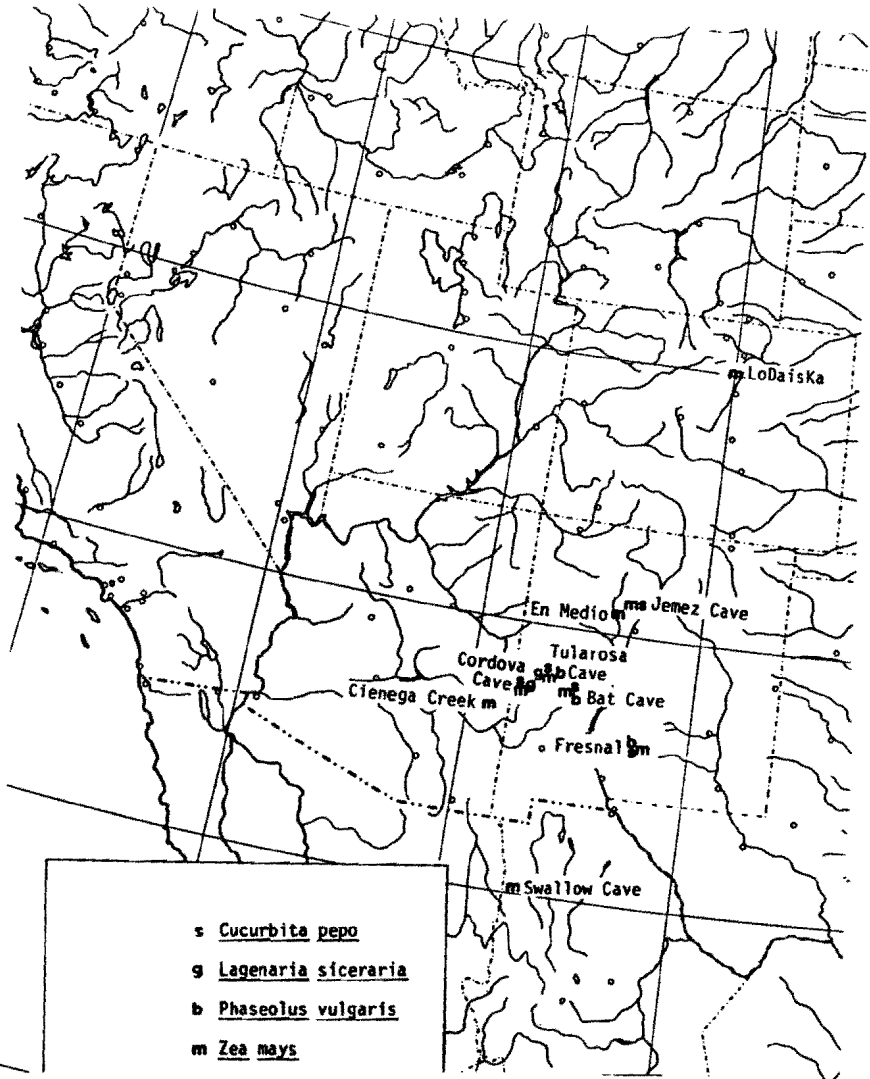 m LoDaisKa
En Medio m
ms Jemez Cave
Tularosa
Cave
Cordova
Cave
Cienega Creek m
Bat Cave
Fresnal
m Swallow Cave
s Cucurbita pepo
g Lagenaria siceraria
b Phaseolus vulgaris
m Zea mays